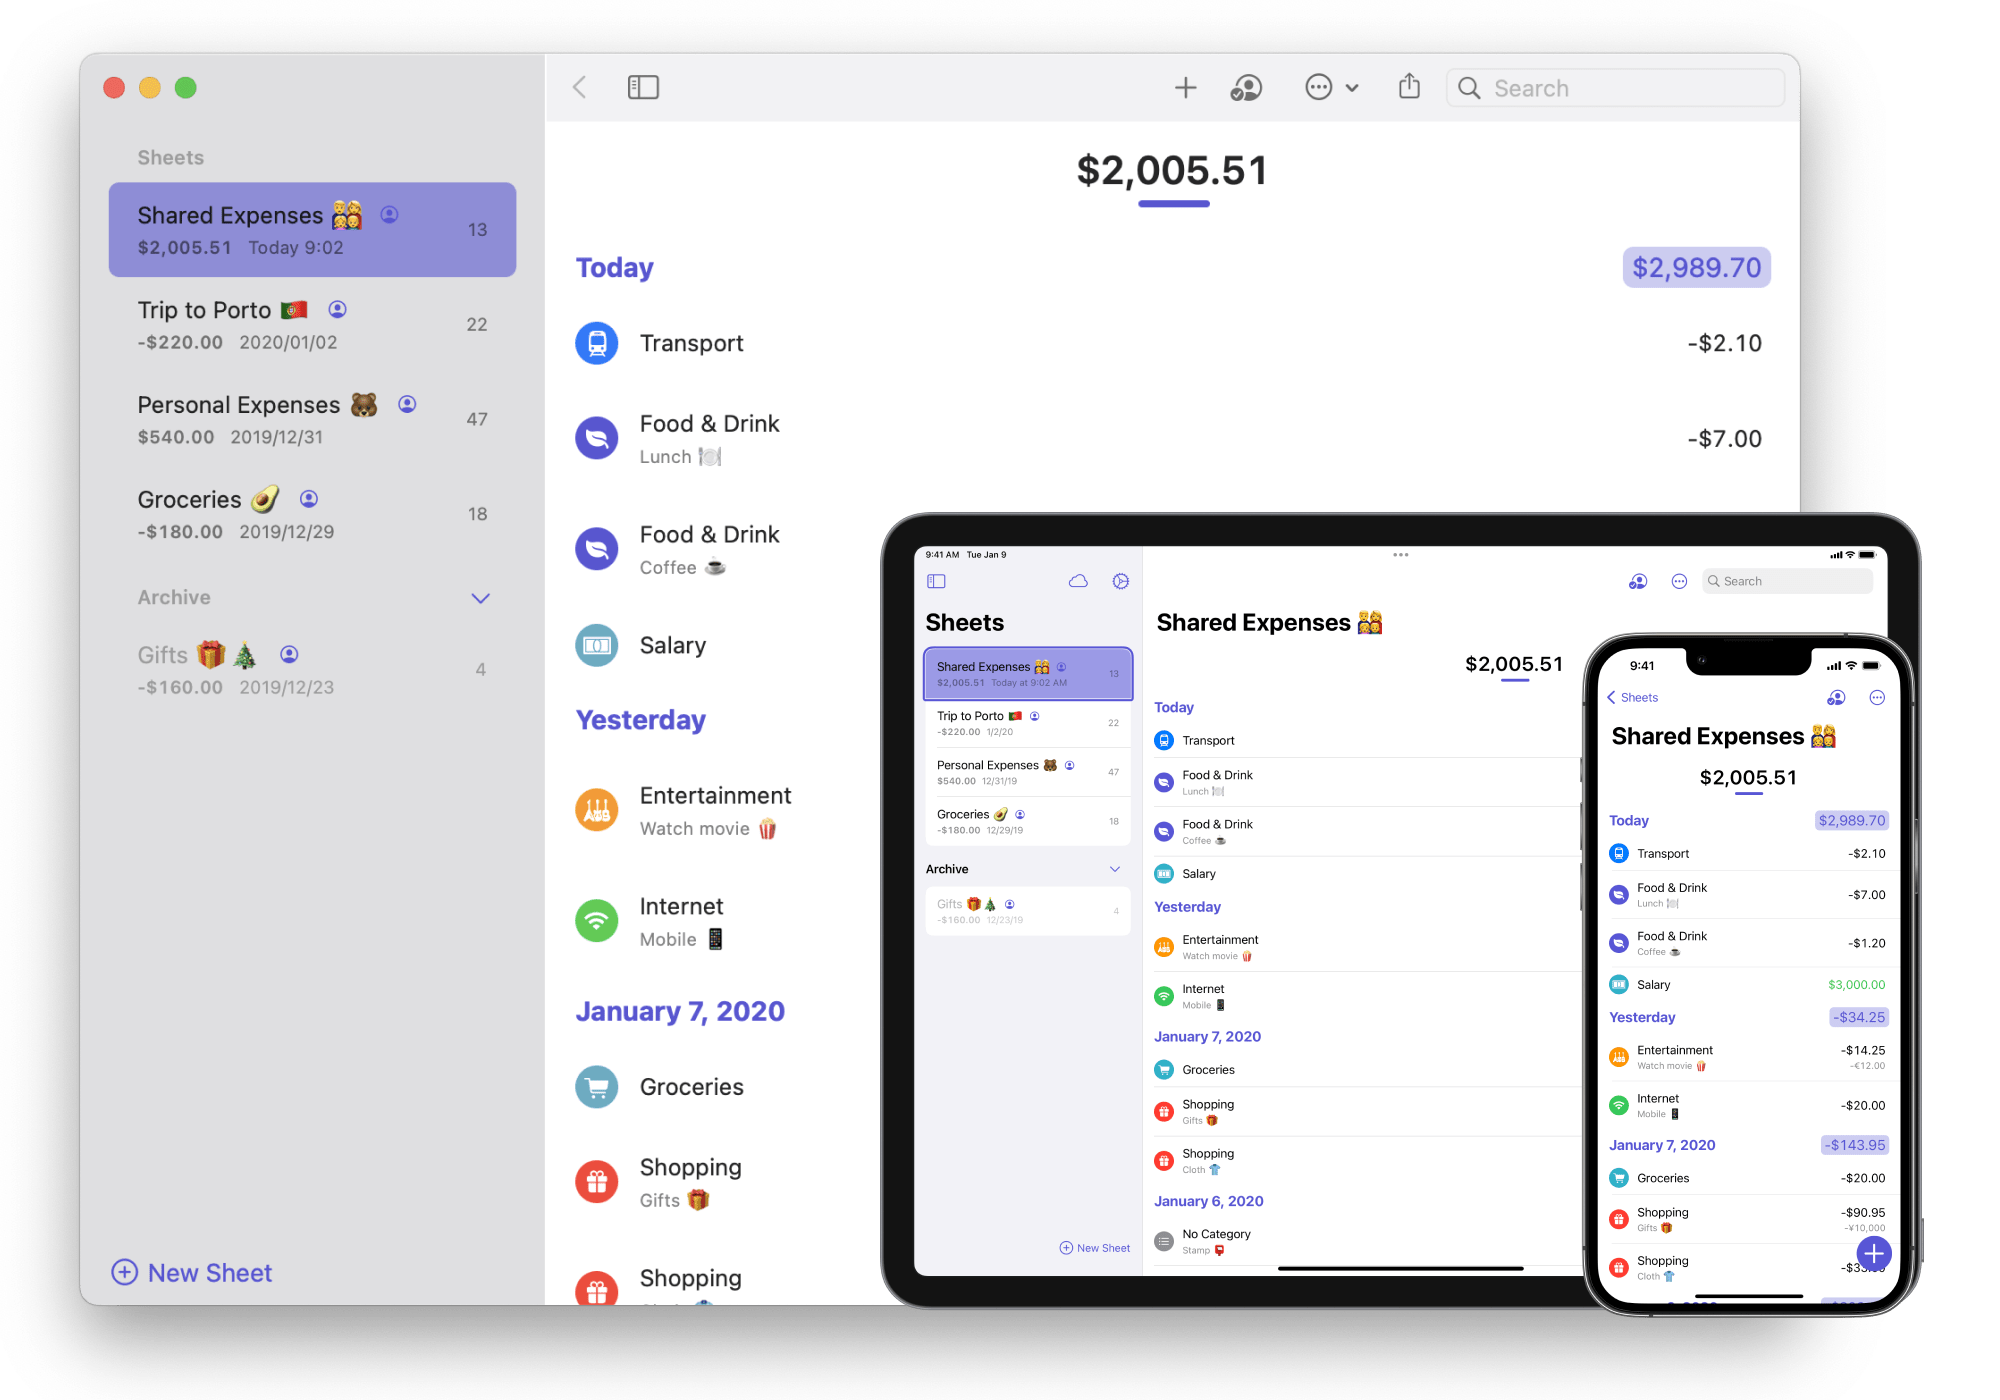 Search
Sheets
Shared Expenses 👨‍👩‍👧‍👦
13
$2,005.51 Today 9:02
Trip to Porto 🇵🇹
22
-$220.00 2020/01/02
Personal Expenses 🐻
47
$540.00 2019/12/31
Groceries 🥑
18
-$180.00 2019/12/29
Archive
Gifts 🎁🎄
4
-$160.00 2019/12/23
New Sheet
$2,005.51
Today $2,989.70
Transport -$2.10
Food & Drink
Lunch 🍽️
-$7.00
Food & Drink
Coffee ☕
Salary
Yesterday
Entertainment
Watch movie 🍿
Internet
Mobile 📱
January 7, 2020
Groceries
Shopping
Gifts 🎁
Shopping
9:41 AM Tue Jan 9
Search
Sheets
Shared Expenses 👨‍👩‍👧‍👦
13
$2,005.51 Today at 9:02 AM
Trip to Porto 🇵🇹
22
-$220.00 1/2/20
Personal Expenses 🐻
47
$540.00 12/31/19
Groceries 🥑
18
-$180.00 12/29/19
Archive
Gifts 🎁🎄
4
-$160.00 12/23/19
New Sheet
Shared Expenses 👨‍👩‍👧‍👦
$2,005.51
Today
Transport
Food & Drink
Lunch 🍽️
Food & Drink
Coffee ☕
Salary
Yesterday
Entertainment
Watch movie 🍿
Internet
Mobile 📱
January 7, 2020
Groceries
Shopping
Gifts 🎁
Shopping
Cloth 👕
January 6, 2020
No Category
Stamp 📮
9:41
Sheets
Shared Expenses 👨‍👩‍👧‍👦
$2,005.51
Today $2,989.70
Transport -$2.10
Food & Drink
Lunch 🍽️
-$7.00
Food & Drink
Coffee ☕
-$1.20
Salary $3,000.00
Yesterday -$34.25
Entertainment -$14.25
Watch movie 🍿 -€12.00
Internet
Mobile 📱
-$20.00
January 7, 2020 -$143.95
Groceries -$20.00
Shopping -$90.95
Gifts 🎁 -¥10,000
Shopping
Cloth 👕